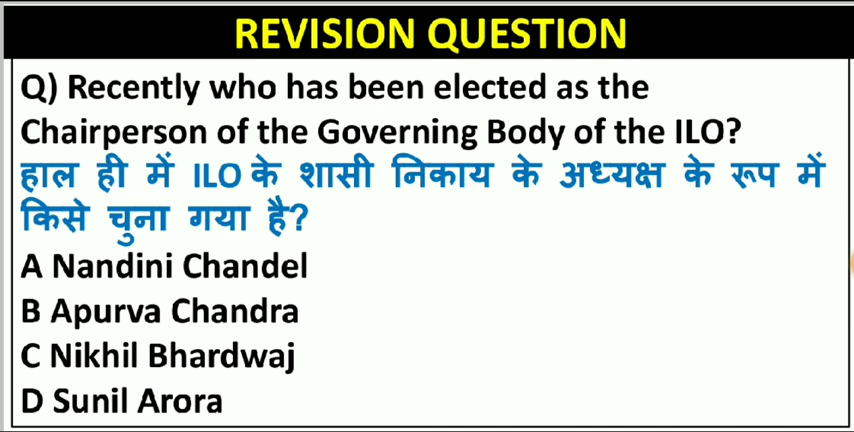 REVISION QUESTION
Q) Recently who has been elected as the
Chairperson of the Governing Body of the ILO?
हाल ही में ILO के शासी निकाय के अध्यक्ष के रूप में
किसे चुना गया है?
A Nandini Chandel
B Apurva Chandra
C Nikhil Bhardwaj
D Sunil Arora